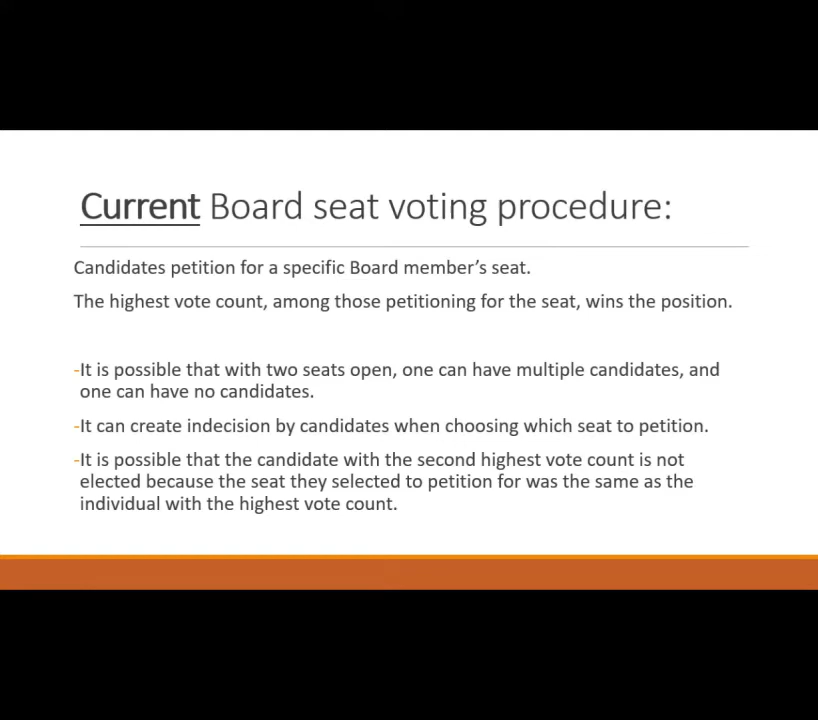 Current Board seat voting procedure:
Candidates petition for a specific Board member’s seat.
The highest vote count, among those petitioning for the seat, wins the position.
-It is possible that with two seats open, one can have multiple candidates, and
one can have no candidates.
-It can create indecision by candidates when choosing which seat to petition.
-It is possible that the candidate with the second highest vote count is not
elected because the seat they selected to petition for was the same as the
individual with the highest vote count.